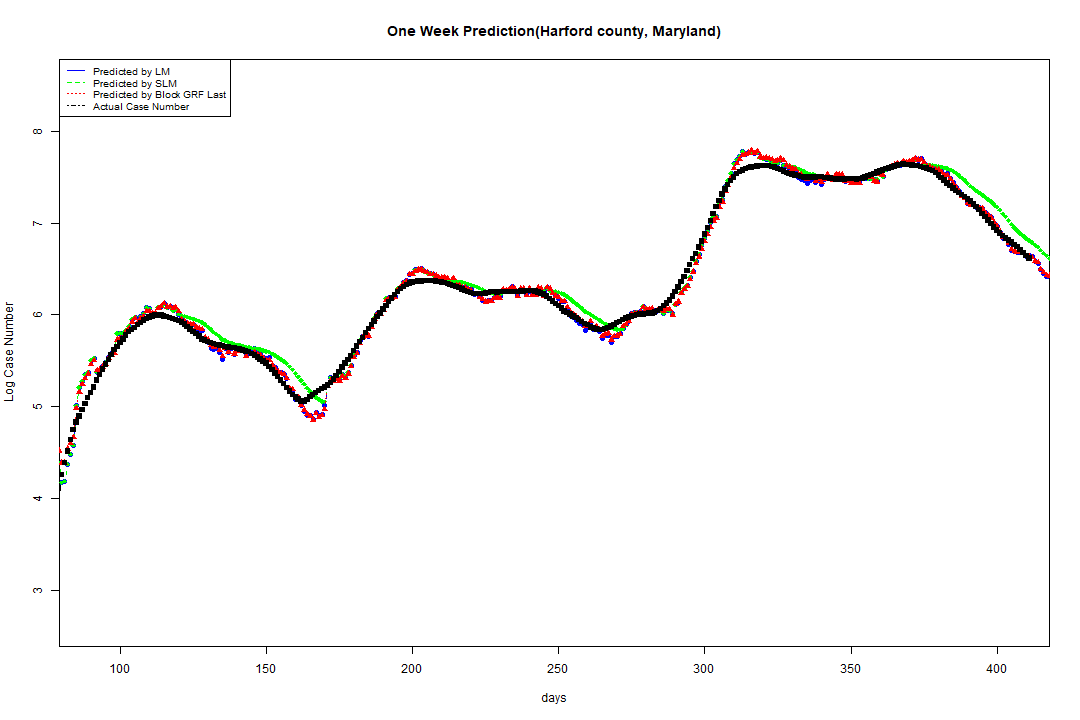 One Week Prediction(Harford county, Maryland)
Predicted by LM
Predicted by SLM
Predicted by Block GRF Last
Actual Case Number
8
7
6
5
4
3
Log Case Number
100 150 200 250 300 350 400
days